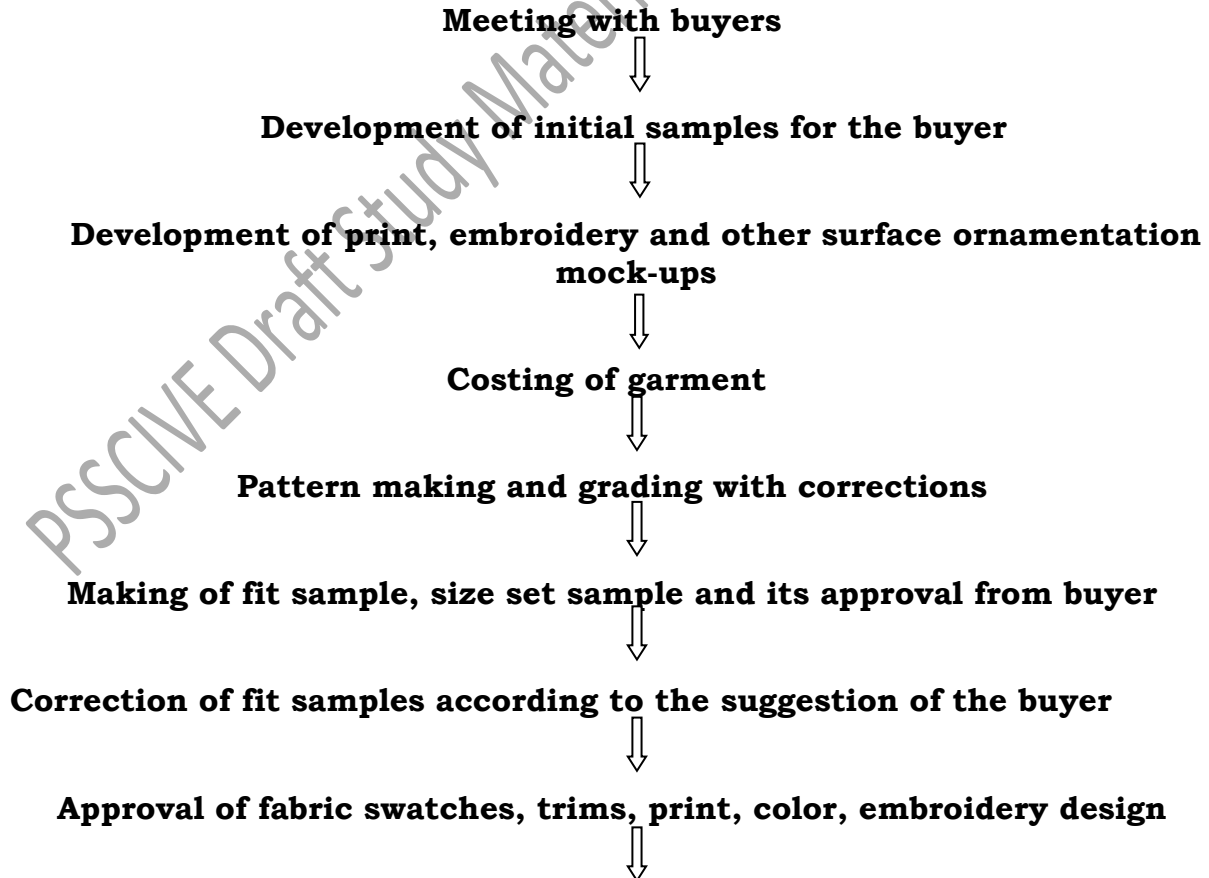 Meeting with buyers
Development of initial samples for the buyer
Development of print, embroidery and other surface ornamentation
mock-ups
Costing of garment
Pattern making and grading with corrections
Making of fit sample, size set sample and its approval from buyer
Correction of fit samples according to the suggestion of the buyer
Approval of fabric swatches, trims, print, color, embroidery design
PSSCIVE Draft Study